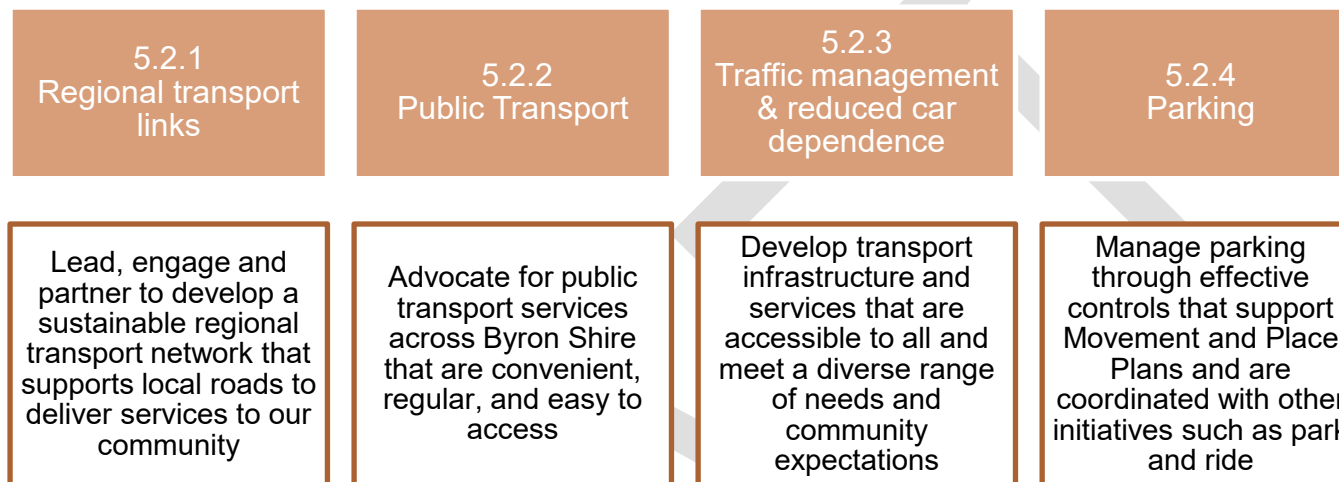 5.2.1
Regional transport
links
5.2.2
Public Transport
5.2.3
Traffic management
& reduced car
dependence
5.2.4
Parking
Lead, engage and
partner to develop a
sustainable regional
transport network that
supports local roads to
deliver services to our
community
Advocate for public
transport services
across Byron Shire
that are convenient,
regular, and easy to
access
Develop transport
infrastructure and
services that are
accessible to all and
meet a diverse range
of needs and
community
expectations
Manage parking
through effective
controls that support
Movement and Place
Plans and are
coordinated with other
initiatives such as park
and ride